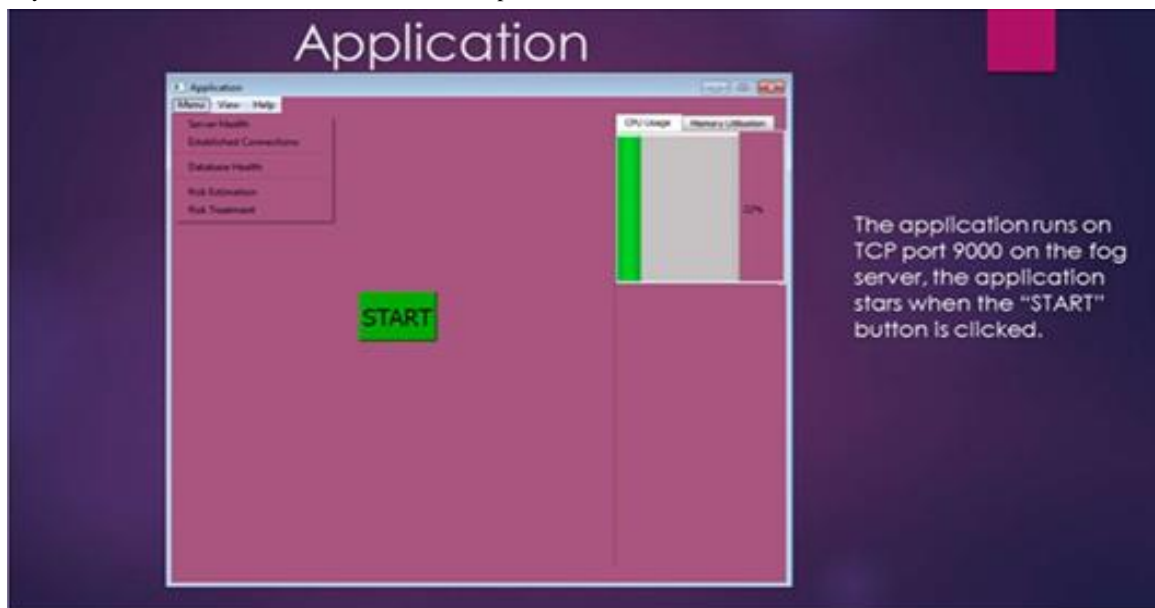 Application
Application
Menu View Help
Server Health
Established Connections
Database Health
Risk Estimation
Risk Treatment
CPU Usage Memory Utilisation
22%
START
The application runs on
TCP port 9000 on the fog
server, the application
stars when the “START”
button is clicked.